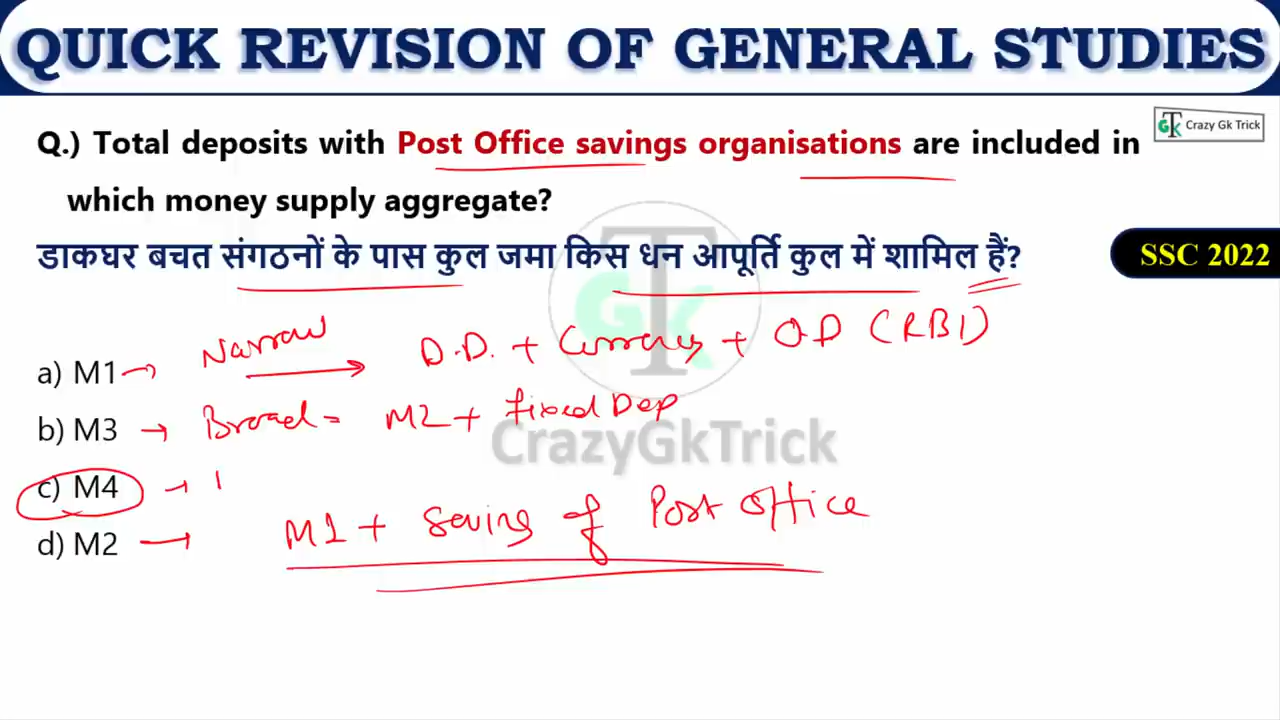 QUICK REVISION OF GENERAL STUDIES
Crazy Gk Trick
Q.) Total deposits with Post Office savings organisations are included in
which money supply aggregate?
डाकघर बचत संगठनों के पास कुल जमा किस धन आपूर्ति कुल में शामिल हैं?
SSC 2022
a) M1 → Narrow → D.D. + Currency + O.D (RBI)
b) M3 → Broad = M2 + fixed Dep
c) M4 →
d) M2 → M1 + Saving of Post Office
CrazyGkTrick